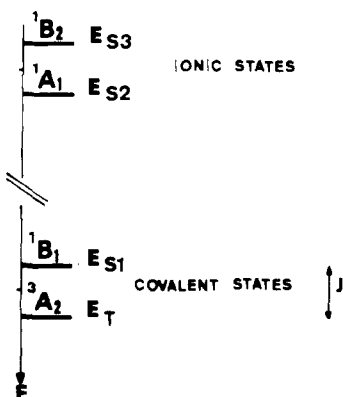 ¹B₂ E_S3
IONIC STATES
¹A₁ E_S2
¹B₁ E_S1
COVALENT STATES J
³A₂ E_T
E